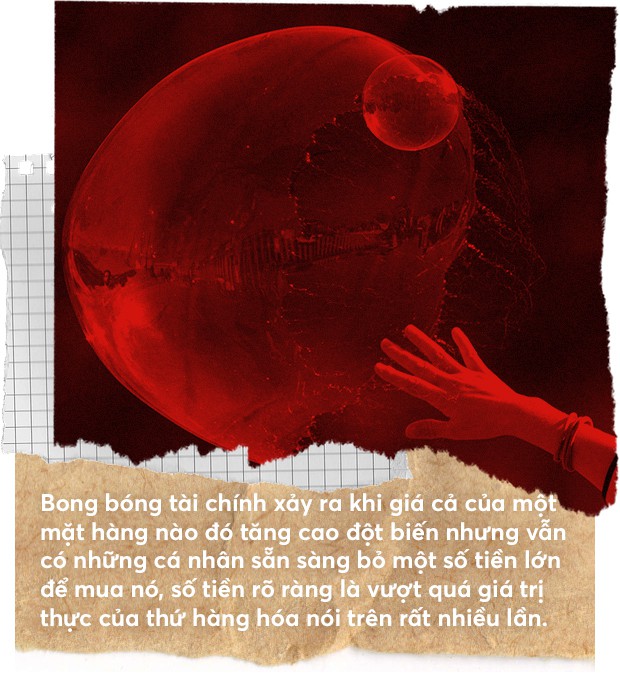 Bong bóng tài chính xảy ra khi giá cả của một
mặt hàng nào đó tăng cao đột biến nhưng vẫn
có những cá nhân sẵn sàng bỏ một số tiền lớn
để mua nó, số tiền rõ ràng là vượt quá giá trị
thực của thứ hàng hóa nói trên rất nhiều lần.